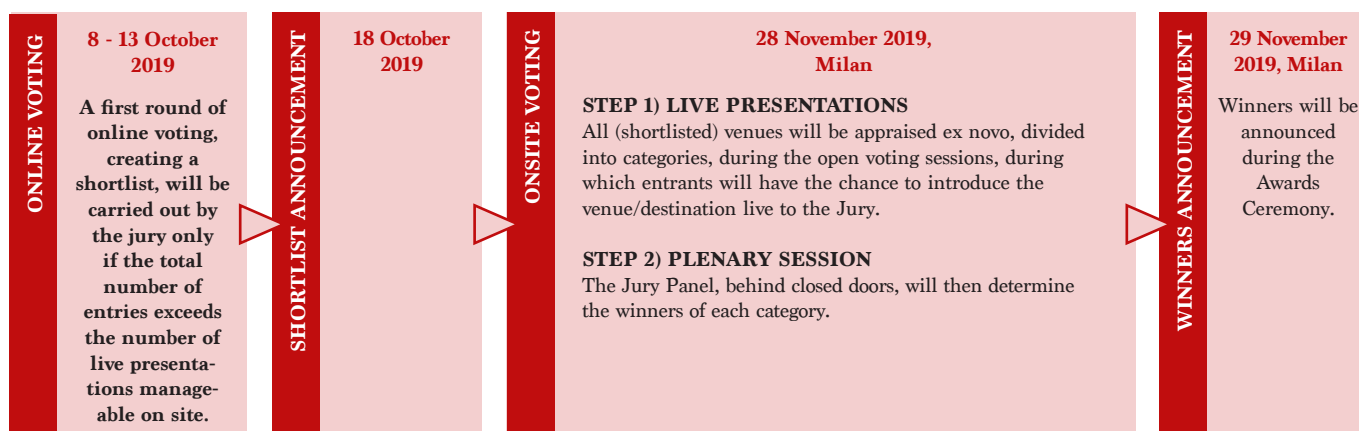 ONLINE VOTING
8 - 13 October
2019
A first round of
online voting,
creating a
shortlist, will be
carried out by
the jury only
if the total
number of
entries exceeds
the number of
live presenta-
tions manage-
able on site.
SHORTLIST ANNOUNCEMENT
18 October
2019
ONSITE VOTING
28 November 2019,
Milan
STEP 1) LIVE PRESENTATIONS
All (shortlisted) venues will be appraised ex novo, divided
into categories, during the open voting sessions, during
which entrants will have the chance to introduce the
venue/destination live to the Jury.
STEP 2) PLENARY SESSION
The Jury Panel, behind closed doors, will then determine
the winners of each category.
WINNERS ANNOUNCEMENT
29 November
2019, Milan
Winners will be
announced
during the
Awards
Ceremony.